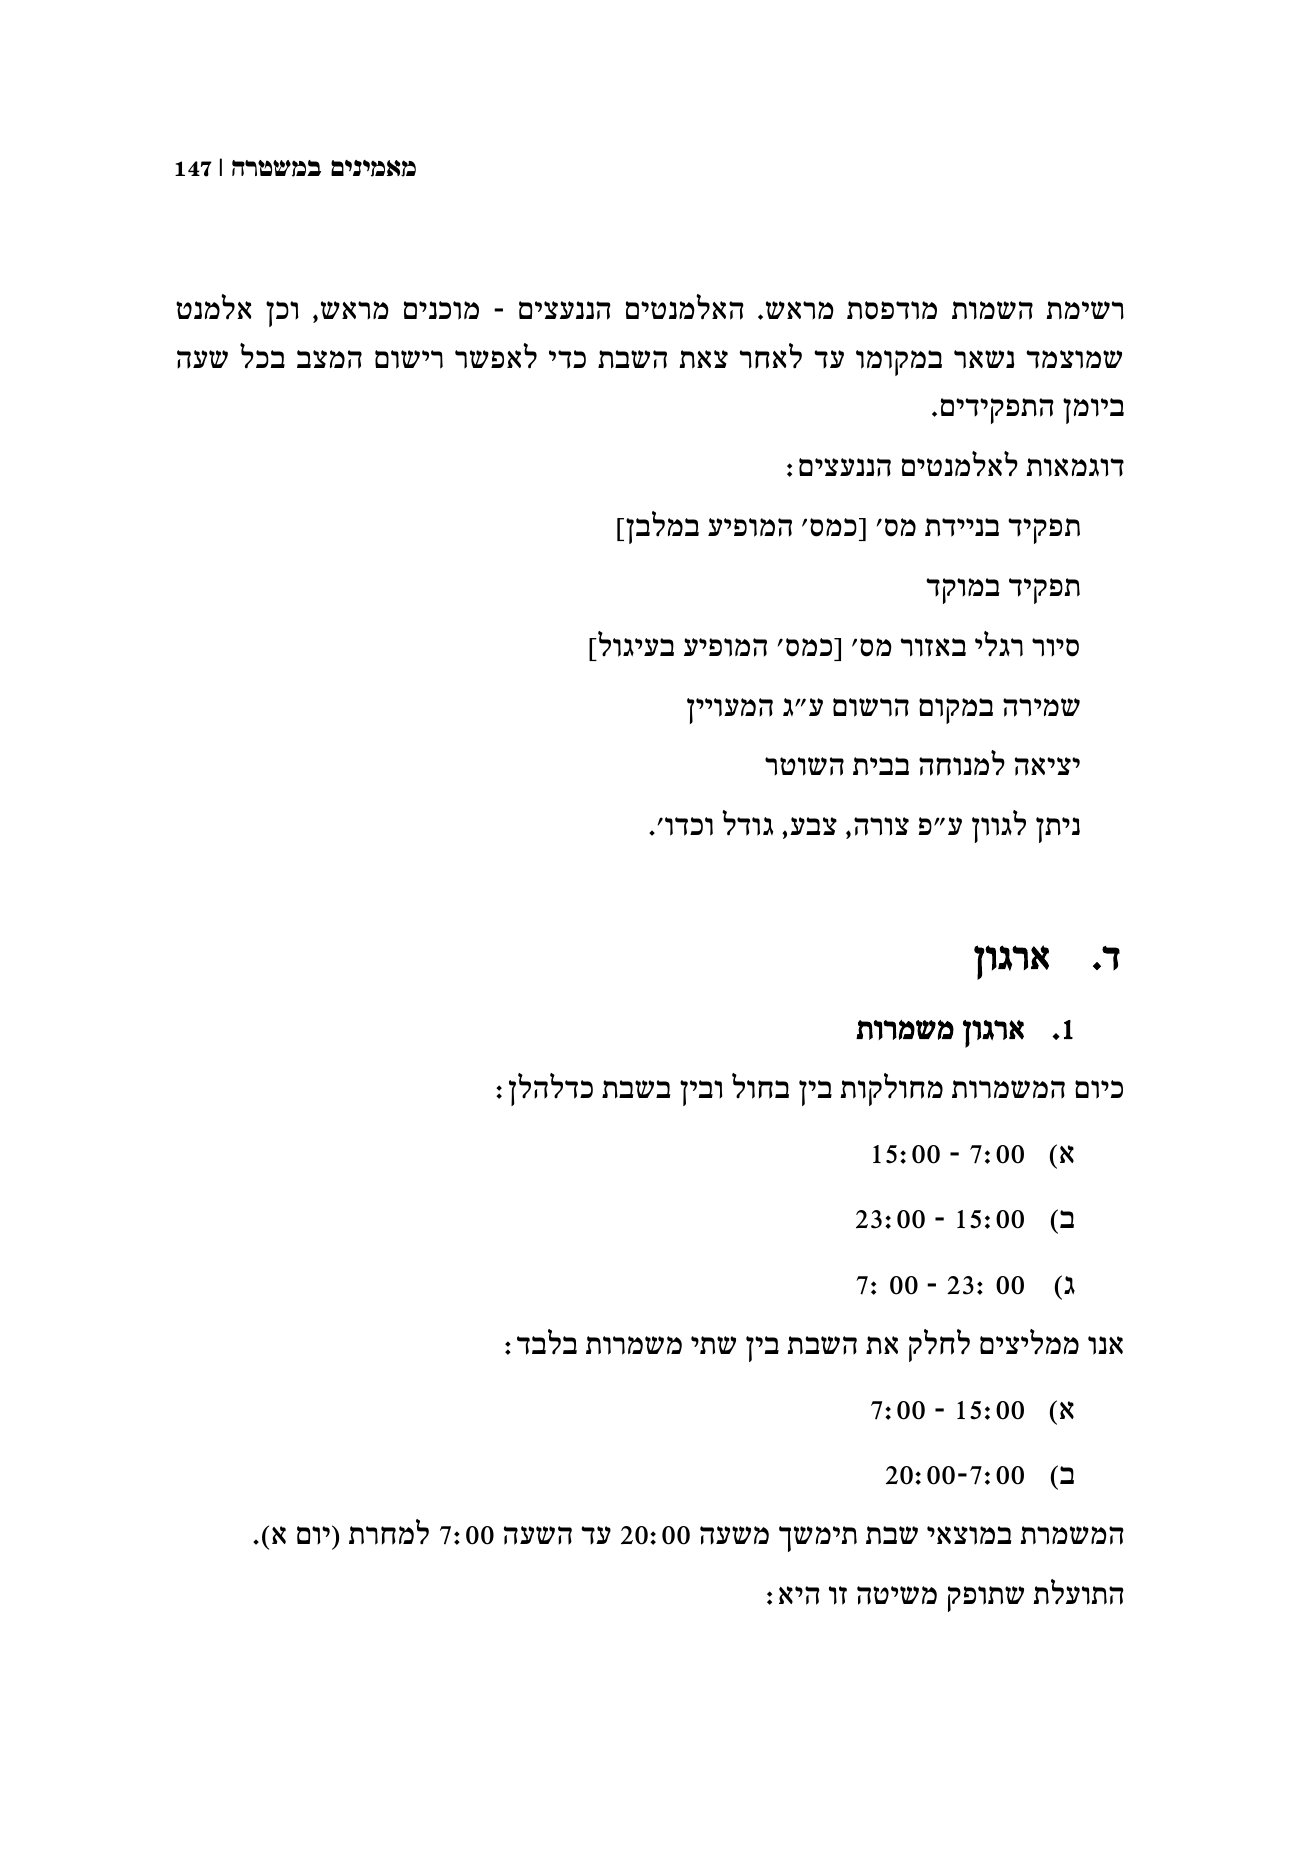 מאמינים במשטרה | 147
רשימת השמות מודפסת מראש. האלמנטים הננעצים - מוכנים מראש, וכן אלמנט
שמוצמד נשאר במקומו עד לאחר צאת השבת כדי לאפשר רישום המצב בכל שעה
ביומן התפקידים.
דוגמאות לאלמנטים הננעצים:
תפקיד בניידת מס׳ [כמס׳ המופיע במלבן]
תפקיד במוקד
סיור רגלי באזור מס׳ [כמס׳ המופיע בעיגול]
שמירה במקום הרשום ע״ג המעויין
יציאה למנוחה בבית השוטר
ניתן לגוון ע״פ צורה, צבע, גודל וכדו׳.
ד. ארגון
1. ארגון משמרות
כיום המשמרות מחולקות בין בחול ובין בשבת כדלהלן:
א) 7:00 - 15:00
ב) 15:00 - 23:00
ג) 23: 00 - 7: 00
אנו ממליצים לחלק את השבת בין שתי משמרות בלבד:
א) 15:00 - 7:00
ב) 7:00-20:00
המשמרת במוצאי שבת תימשך משעה 20:00 עד השעה 7:00 למחרת (יום א).
התועלת שתופק משיטה זו היא: